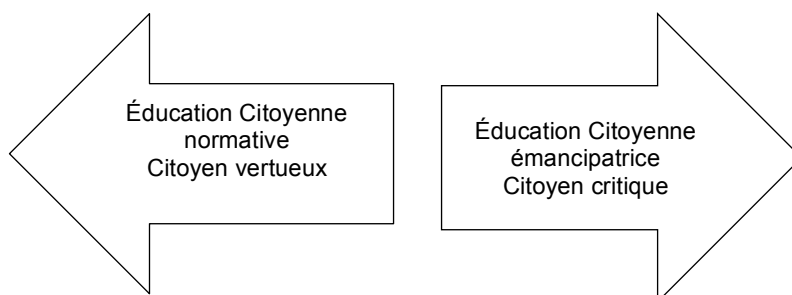 Éducation Citoyenne
normative
Citoyen vertueux
Éducation Citoyenne
émancipatrice
Citoyen critique